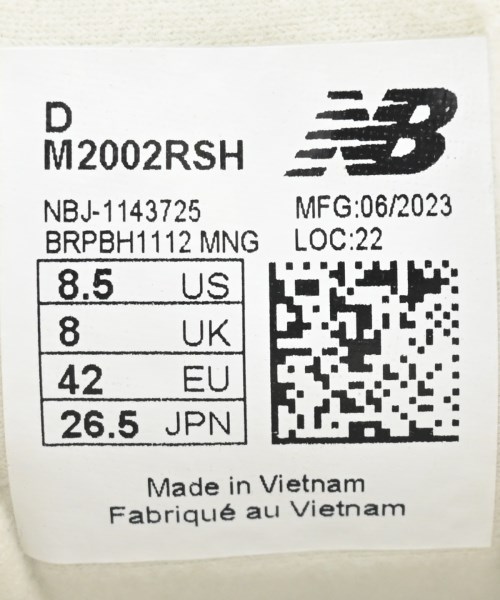 D
M2002RSH
NB
NBJ-1143725
MFG:06/2023
BRPBH1112 MNG
LOC:22
8.5 US
8 UK
42 EU
26.5 JPN
Made in Vietnam
Fabriqué au Vietnam